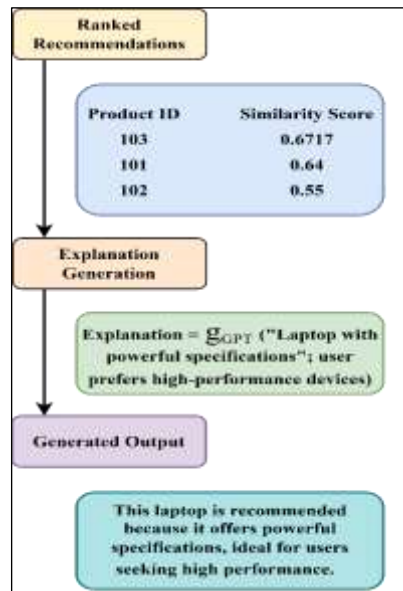 Ranked
Recommendations
Product ID Similarity Score
103 0.6717
101 0.64
102 0.55
Explanation
Generation
Explanation = gGPT ("Laptop with
powerful specifications"; user
prefers high-performance devices)
Generated Output
This laptop is recommended
because it offers powerful
specifications, ideal for users
seeking high performance.